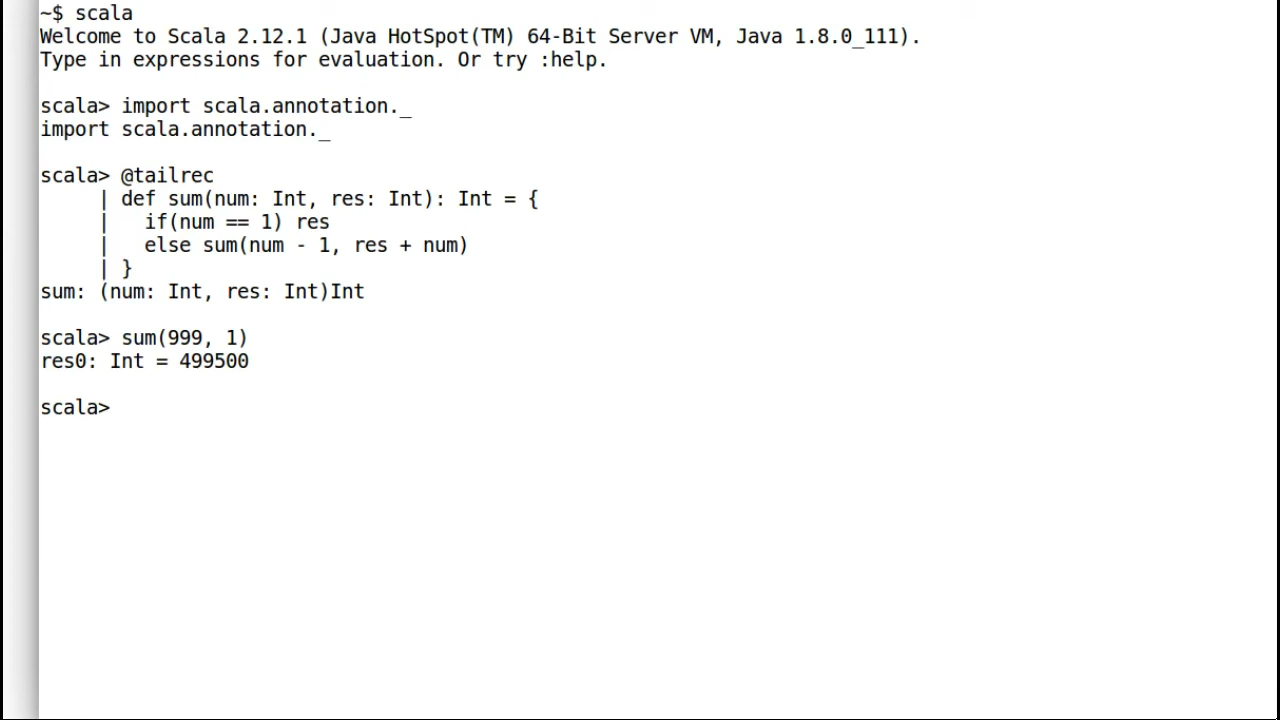 ~$ scala
Welcome to Scala 2.12.1 (Java HotSpot(TM) 64-Bit Server VM, Java 1.8.0_111).
Type in expressions for evaluation. Or try :help.
scala> import scala.annotation._
import scala.annotation._
scala> @tailrec
     | def sum(num: Int, res: Int): Int = {
     |   if(num == 1) res
     |   else sum(num - 1, res + num)
     | }
sum: (num: Int, res: Int)Int
scala> sum(999, 1)
res0: Int = 499500
scala>